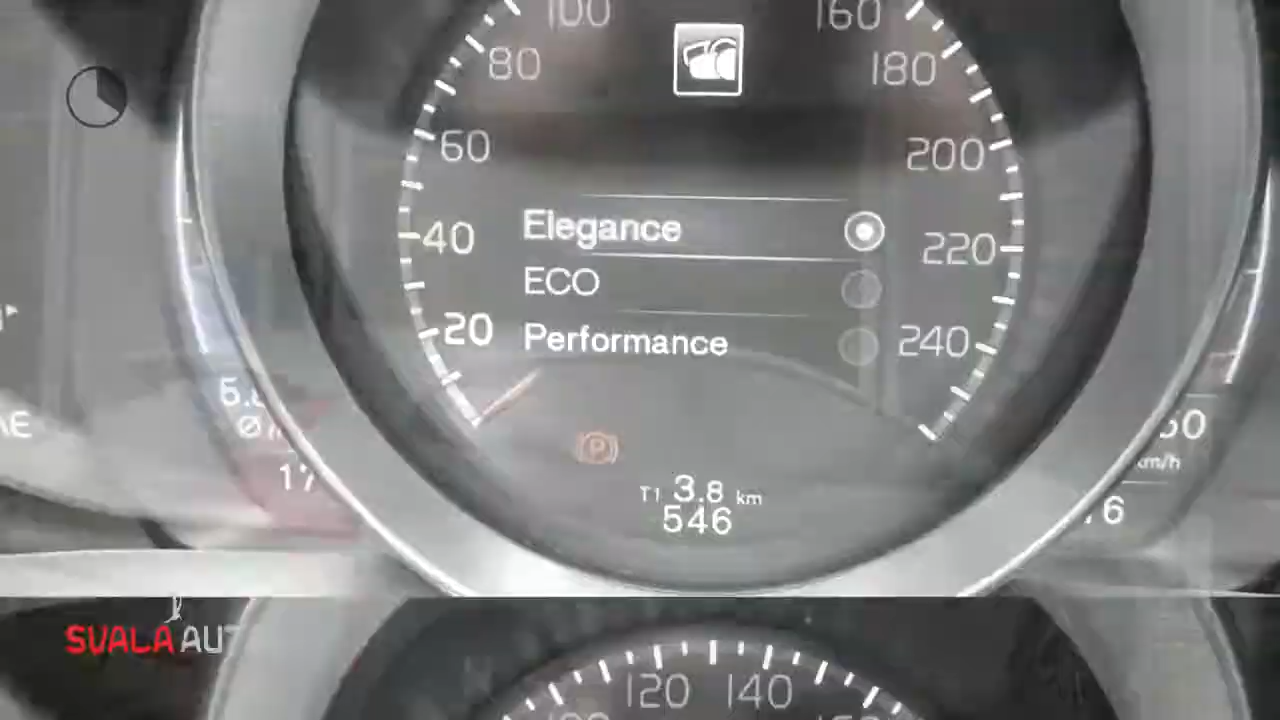 100 160
80 180
60 200
40 220
20 240
Elegance
ECO
Performance
P
T1 3.8 km
546
17
km/h
SVALA AUT
120 140